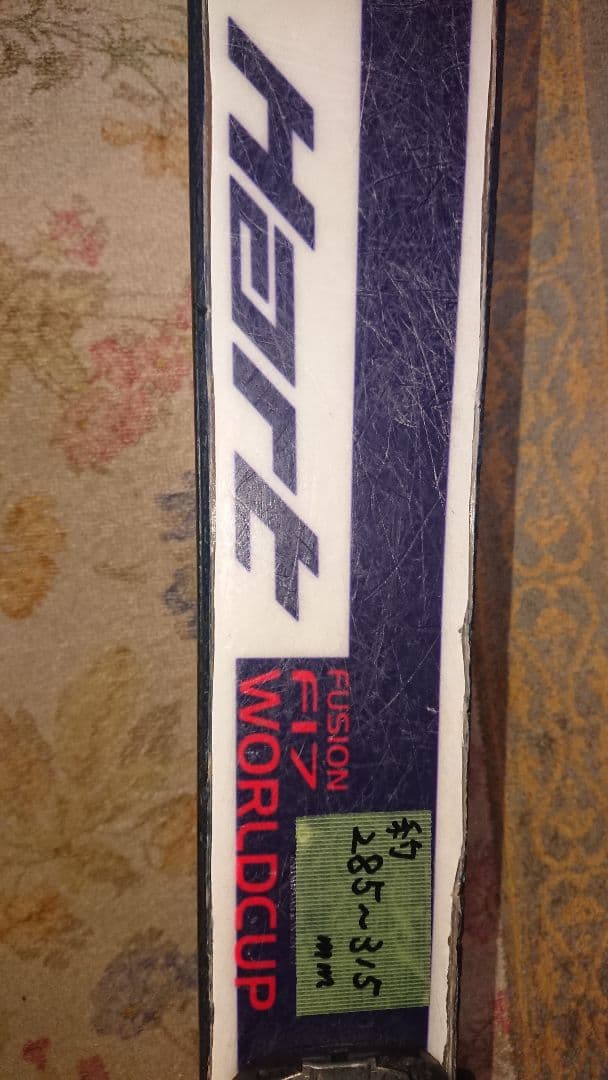 Hart
FUSION
F17
WORLDCUP
約
285~315
mm